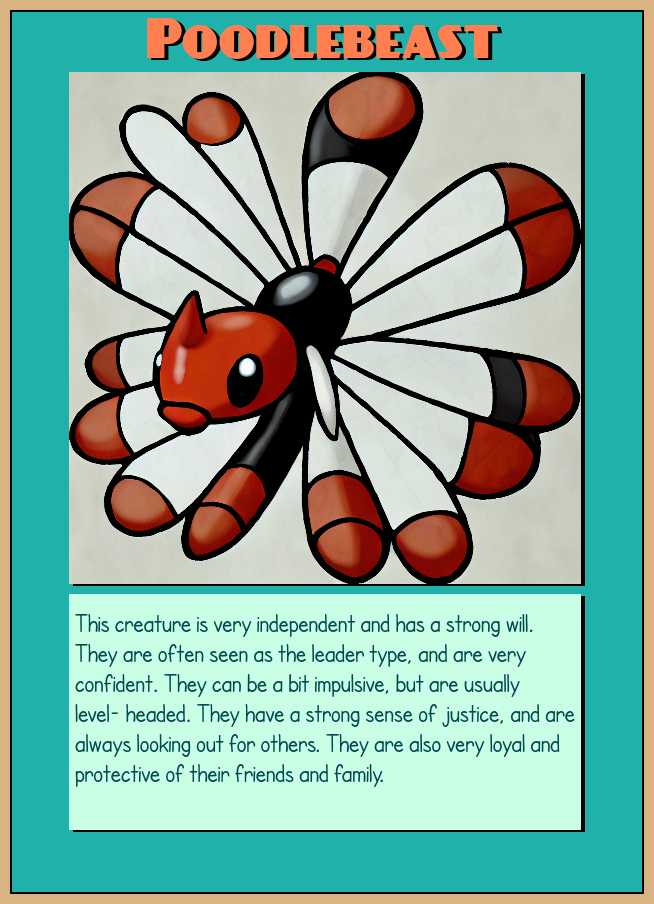 Poodlebeast
This creature is very independent and has a strong will.
They are often seen as the leader type, and are very
confident. They can be a bit impulsive, but are usually
level- headed. They have a strong sense of justice, and are
always looking out for others. They are also very loyal and
protective of their friends and family.